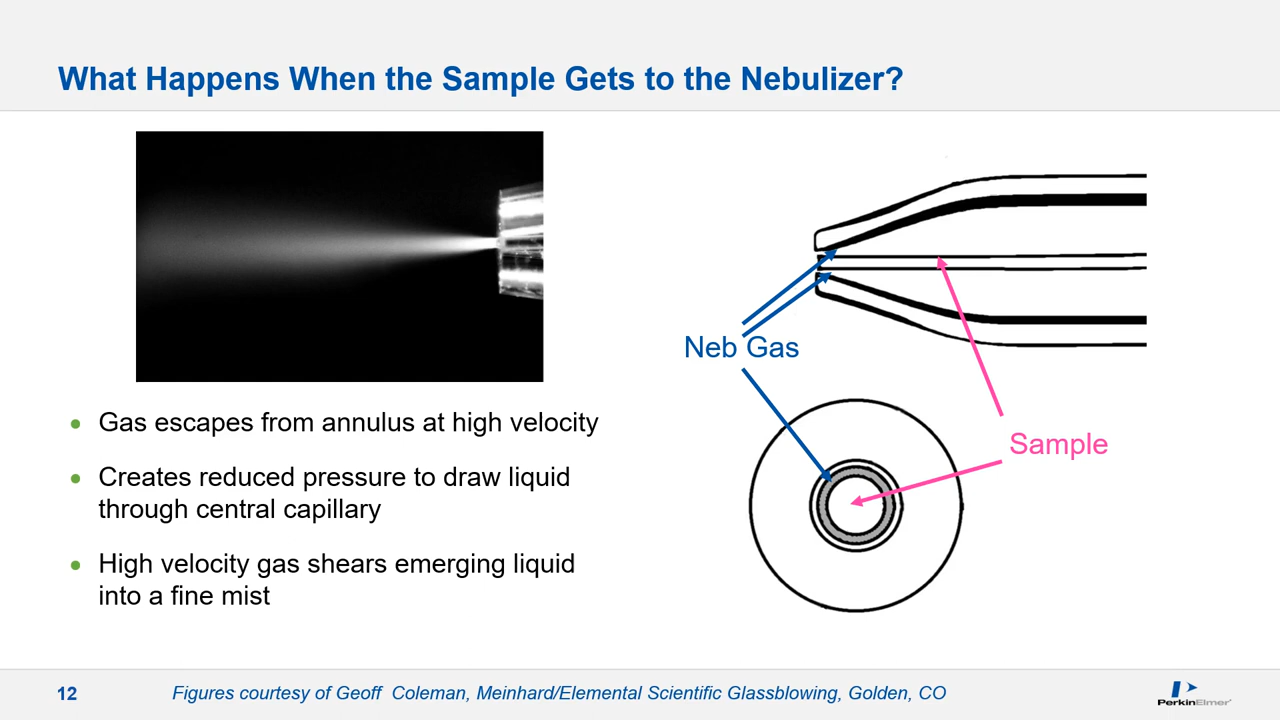 What Happens When the Sample Gets to the Nebulizer?
Neb Gas
Sample
• Gas escapes from annulus at high velocity
• Creates reduced pressure to draw liquid
through central capillary
• High velocity gas shears emerging liquid
into a fine mist
12
Figures courtesy of Geoff Coleman, Meinhard/Elemental Scientific Glassblowing, Golden, CO
PerkinElmer